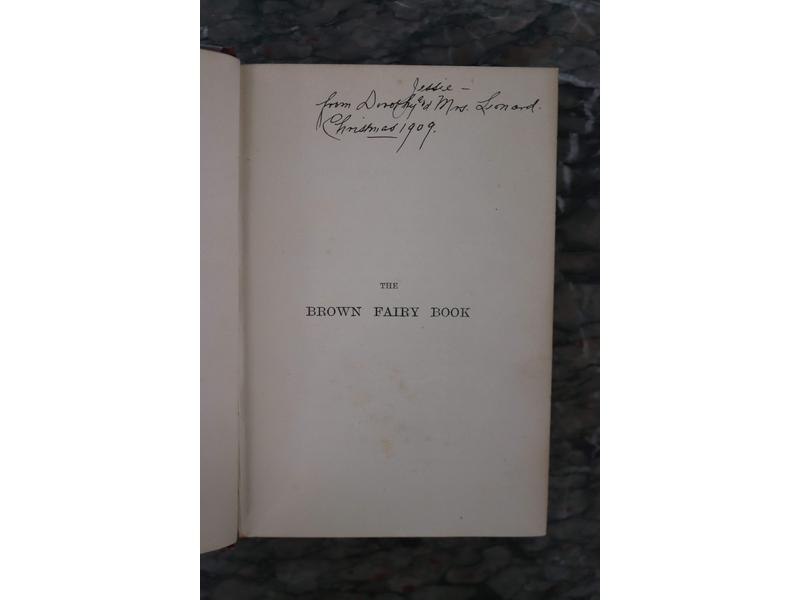 Jessie –
from Dorothy & Mrs. Leonard.
Christmas 1909.
THE
BROWN FAIRY BOOK